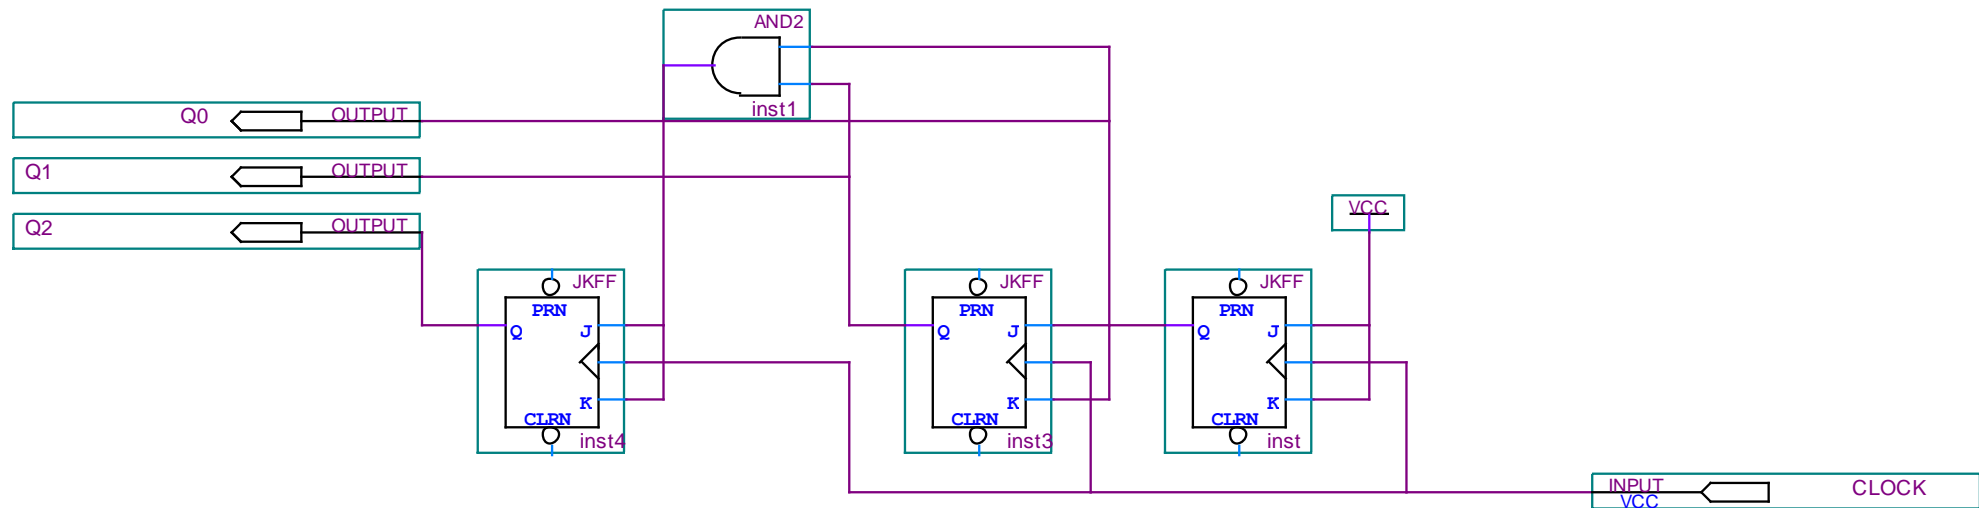 AND2
inst1
Q0 OUTPUT
Q1 OUTPUT
Q2 OUTPUT
VCC
JKFF
PRN
Q J
K
CLRN
inst4
JKFF
PRN
Q J
K
CLRN
inst3
JKFF
PRN
Q J
K
CLRN
inst
INPUT
VCC
CLOCK